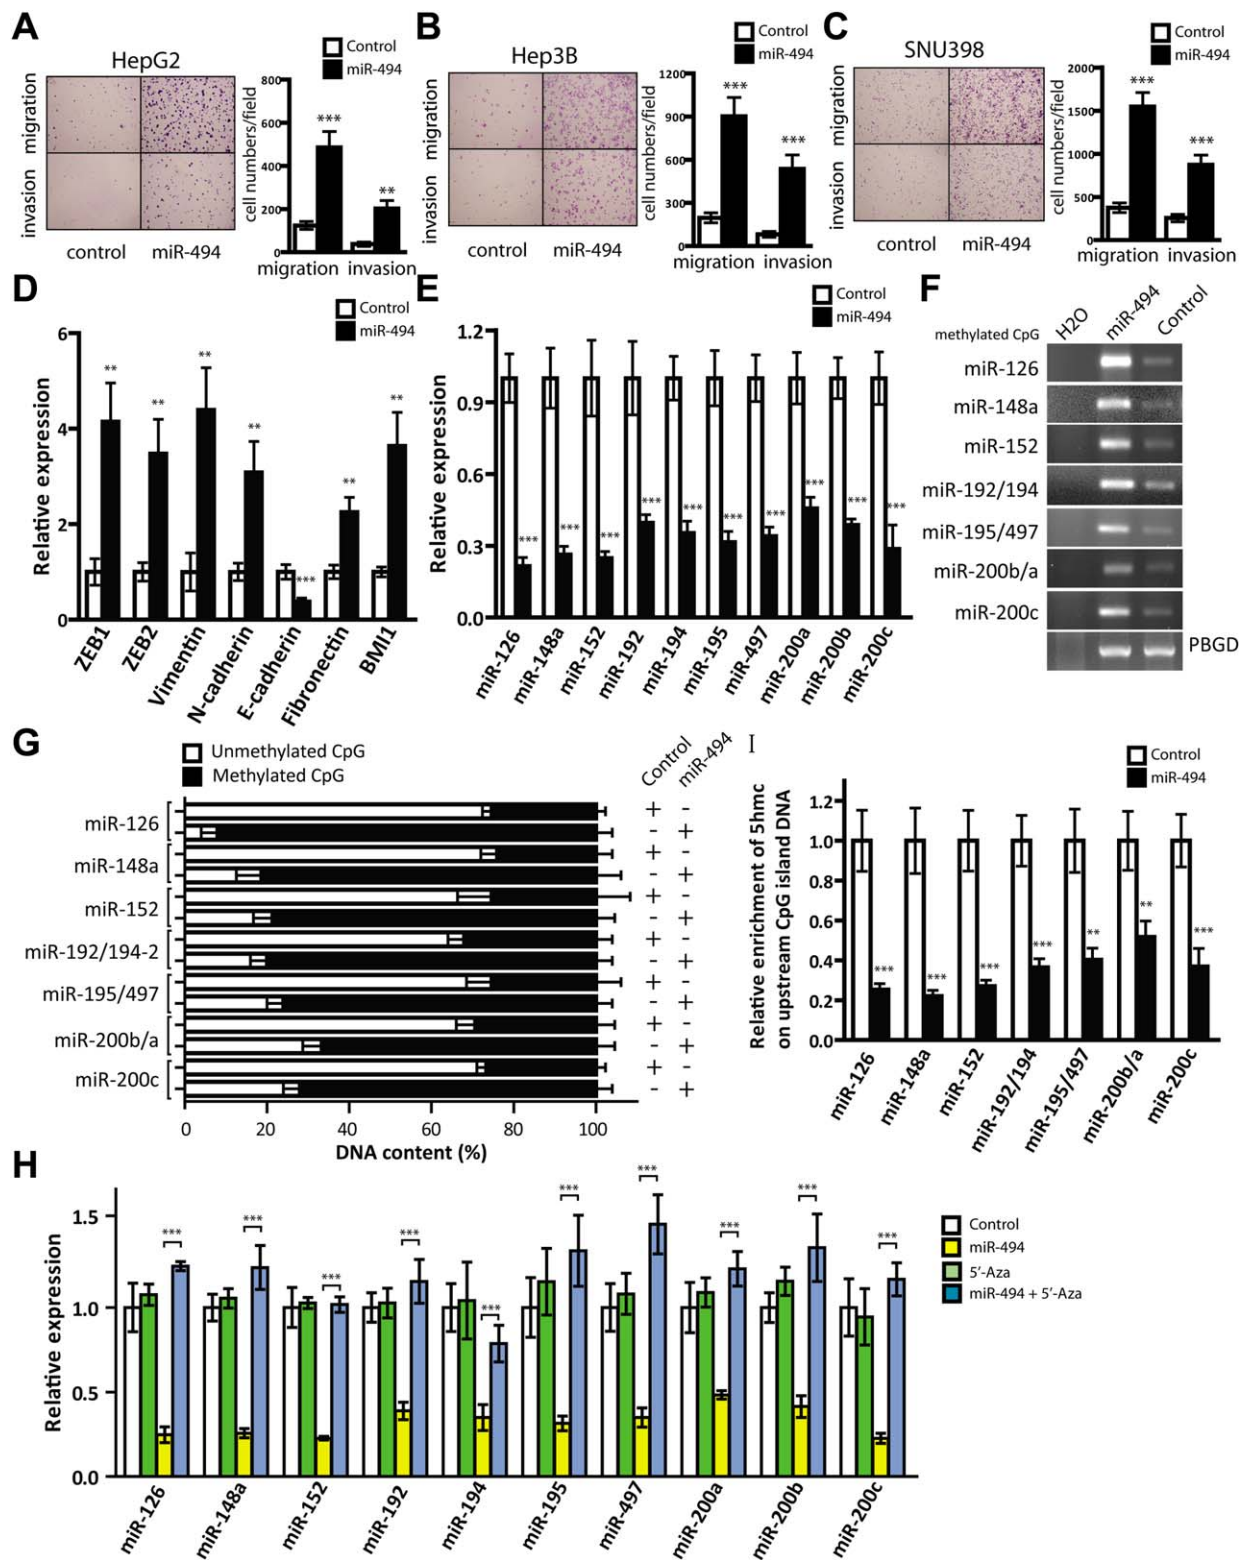 A
HepG2
Control
miR-494
migration
invasion
control
miR-494
cell numbers/field
800
600
400
200
0
***
**
migration
invasion
B
Hep3B
Control
miR-494
migration
invasion
control
miR-494
cell numbers/field
1200
900
600
300
0
***
***
migration
invasion
C
SNU398
Control
miR-494
migration
invasion
control
miR-494
cell numbers/field
2000
1500
1000
500
0
***
***
migration
invasion
D
Control
miR-494
Relative expression
6
4
2
0
**
**
**
**
***
**
**
ZEB1
ZEB2
Vimentin
N-cadherin
E-cadherin
Fibronectin
BMI1
E
Control
miR-494
Relative expression
1.2
0.9
0.6
0.3
0.0
***
***
***
***
***
***
***
***
***
***
miR-126
miR-148a
miR-152
miR-192
miR-194
miR-195
miR-497
miR-200a
miR-200b
miR-200c
F
methylated CpG
H2O
miR-494
Control
miR-126
miR-148a
miR-152
miR-192/194
miR-195/497
miR-200b/a
miR-200c
PBGD
G
Unmethylated CpG
Methylated CpG
Control
miR-494
miR-126
+ -
- +
miR-148a
+ -
- +
miR-152
+ -
- +
miR-192/194-2
+ -
- +
miR-195/497
+ -
- +
miR-200b/a
+ -
- +
miR-200c
+ -
- +
0 20 40 60 80 100
DNA content (%)
I
Control
miR-494
Relative enrichment of 5hmc
on upstream CpG island DNA
1.2
1.0
0.8
0.6
0.4
0.2
0.0
***
***
***
***
**
**
***
miR-126
miR-148a
miR-152
miR-192/194
miR-195/497
miR-200b/a
miR-200c
H
Control
miR-494
5′-Aza
miR-494 + 5′-Aza
Relative expression
1.5
1.0
0.5
0.0
***
***
***
***
***
***
***
***
***
***
miR-126
miR-148a
miR-152
miR-192
miR-194
miR-195
miR-497
miR-200a
miR-200b
miR-200c